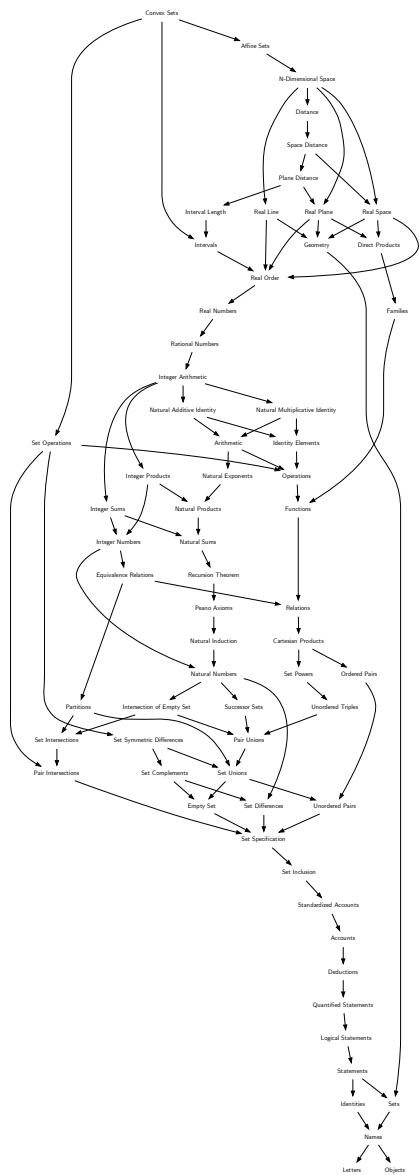 Convex Sets
Affine Sets
N-Dimensional Space
Distance
Space Distance
Plane Distance
Interval Length
Real Line
Real Plane
Real Space
Intervals
Geometry
Direct Products
Real Order
Real Numbers
Families
Rational Numbers
Integer Arithmetic
Natural Additive Identity
Natural Multiplicative Identity
Set Operations
Arithmetic
Identity Elements
Integer Products
Natural Exponents
Operations
Integer Sums
Natural Products
Functions
Integer Numbers
Natural Sums
Equivalence Relations
Recursion Theorem
Peano Axioms
Relations
Natural Induction
Cartesian Products
Natural Numbers
Set Powers
Ordered Pairs
Partitions
Intersection of Empty Set
Successor Sets
Unordered Triples
Set Intersections
Set Symmetric Differences
Pair Unions
Pair Intersections
Set Complements
Set Unions
Empty Set
Set Differences
Unordered Pairs
Set Specification
Set Inclusion
Standardized Accounts
Accounts
Deductions
Quantified Statements
Logical Statements
Statements
Identities
Sets
Names
Letters
Objects